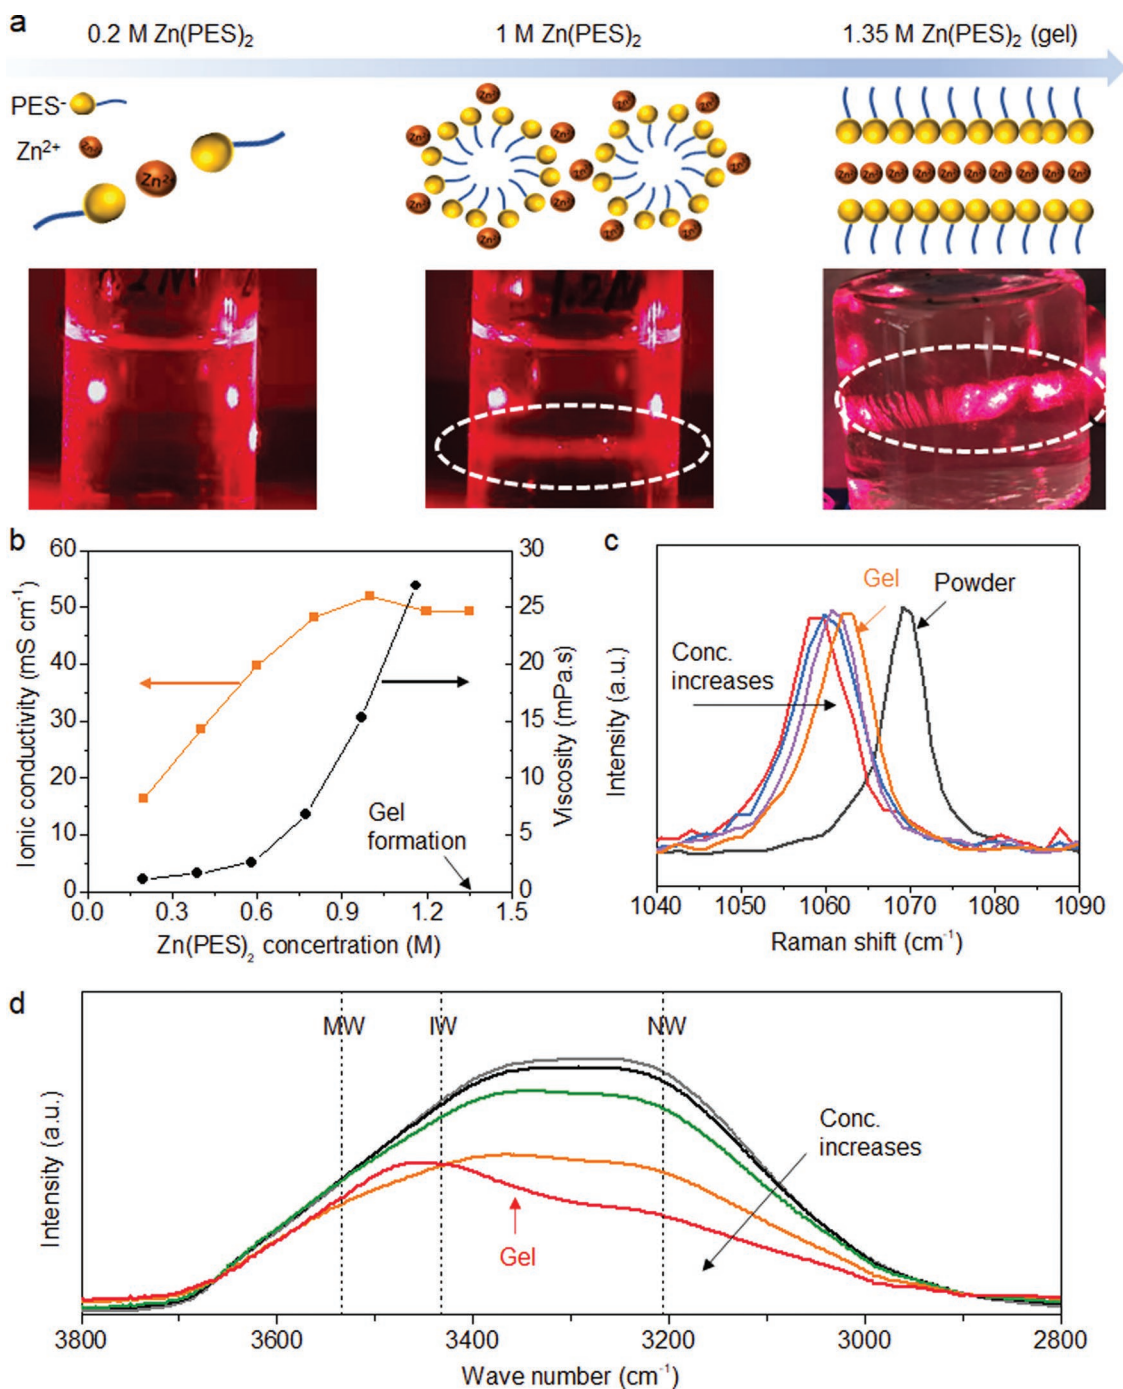 a
0.2 M Zn(PES)₂
1 M Zn(PES)₂
1.35 M Zn(PES)₂ (gel)
PES⁻
Zn²⁺
b
Ionic conductivity (mS cm⁻¹)
60
50
40
30
20
10
0
30
25
20
15
10
5
0
Viscosity (mPa.s)
Gel
formation
0.0 0.3 0.6 0.9 1.2 1.5
Zn(PES)₂ concertration (M)
c
Intensity (a.u.)
Gel
Powder
Conc.
increases
1040 1050 1060 1070 1080 1090
Raman shift (cm⁻¹)
d
Intensity (a.u.)
MW IW NW
Conc.
increases
Gel
3800 3600 3400 3200 3000 2800
Wave number (cm⁻¹)